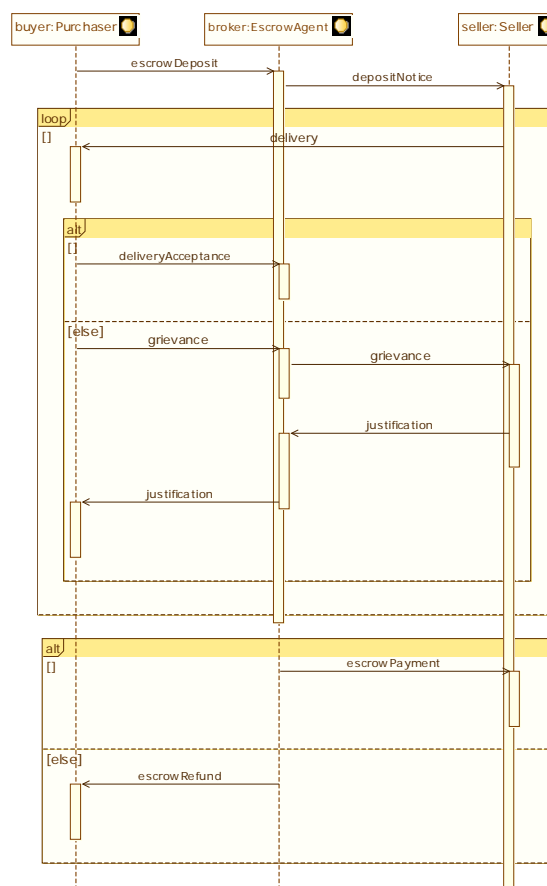 buyer:Purchaser
broker:EscrowAgent
seller:Seller
escrowDeposit
depositNotice
loop
[]
delivery
alt
[]
deliveryAcceptance
[else]
grievance
grievance
justification
justification
alt
[]
escrowPayment
[else]
escrowRefund